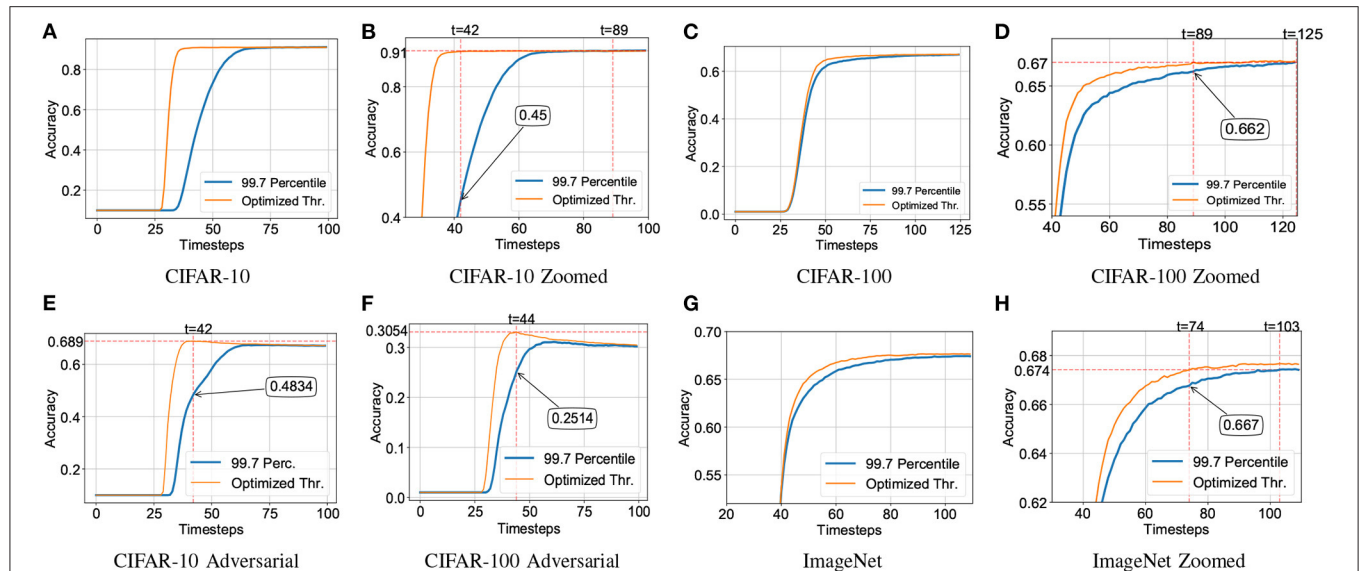 A
Accuracy
0.8
0.6
0.4
0.2
0
25
50
75
100
Timesteps
99.7 Percentile
Optimized Thr.
CIFAR-10
B
t=42
t=89
Accuracy
0.91
0.8
0.6
0.4
0.45
40
60
80
100
Timesteps
99.7 Percentile
Optimized Thr.
CIFAR-10 Zoomed
C
Accuracy
0.6
0.4
0.2
0.0
0
25
50
75
100
125
Timesteps
99.7 Percentile
Optimized Thr.
CIFAR-100
D
t=89
t=125
Accuracy
0.67
0.65
0.60
0.55
0.662
40
60
80
100
120
Timesteps
99.7 Percentile
Optimized Thr.
CIFAR-100 Zoomed
E
t=42
Accuracy
0.689
0.6
0.4
0.2
0.4834
0
25
50
75
100
Timesteps
99.7 Perc.
Optimized Thr.
CIFAR-10 Adversarial
F
t=44
Accuracy
0.3054
0.3
0.2
0.1
0.0
0.2514
0
25
50
75
100
Timesteps
99.7 Percentile
Optimized Thr.
CIFAR-100 Adversarial
G
Accuracy
0.70
0.65
0.60
0.55
20
40
60
80
100
Timesteps
99.7 Percentile
Optimized Thr.
ImageNet
H
t=74
t=103
Accuracy
0.68
0.674
0.66
0.64
0.62
0.667
40
60
80
100
Timesteps
99.7 Percentile
Optimized Thr.
ImageNet Zoomed